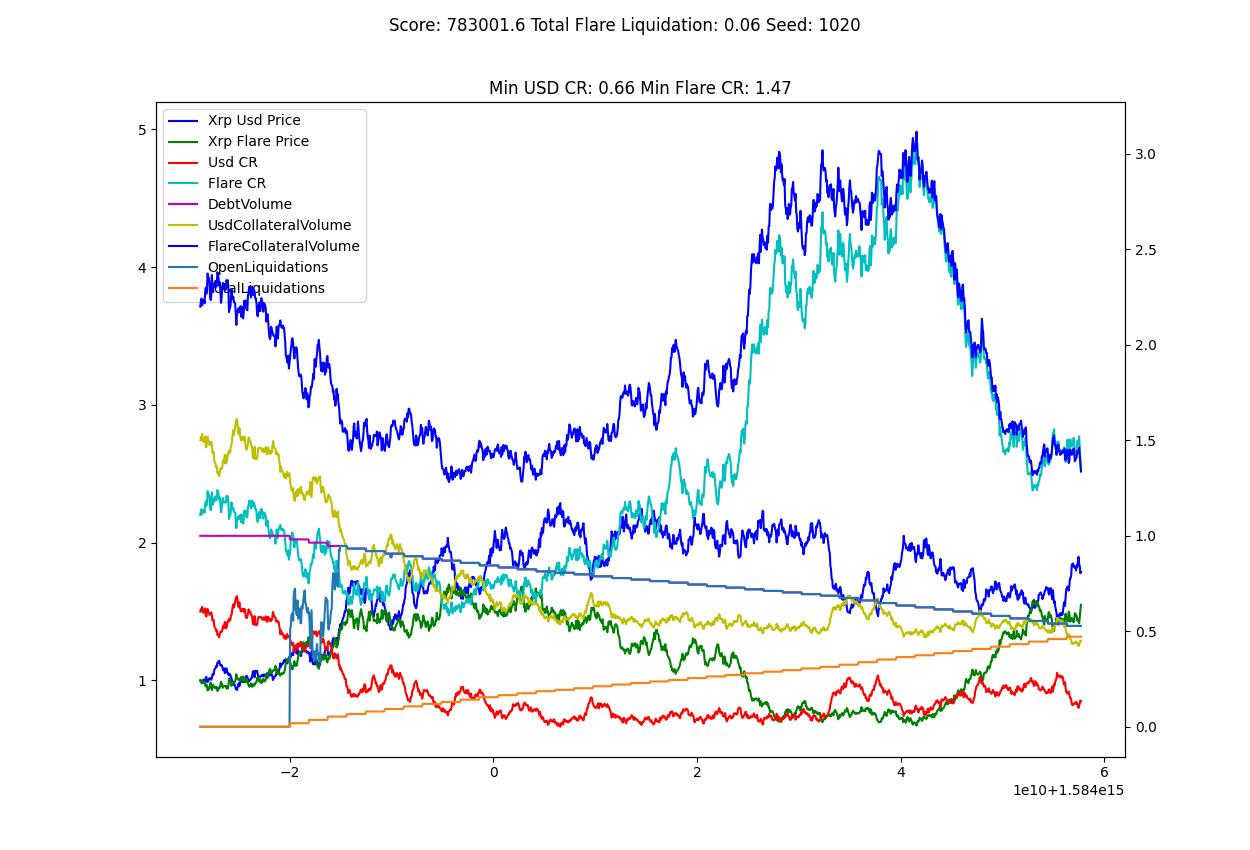 Score: 783001.6 Total Flare Liquidation: 0.06 Seed: 1020
Min USD CR: 0.66 Min Flare CR: 1.47
Xrp Usd Price
Xrp Flare Price
Usd CR
Flare CR
DebtVolume
UsdCollateralVolume
FlareCollateralVolume
OpenLiquidations
TotalLiquidations
5
4
3
2
1
3.0
2.5
2.0
1.5
1.0
0.5
0.0
−2
0
2
4
6
1e10+1.584e15